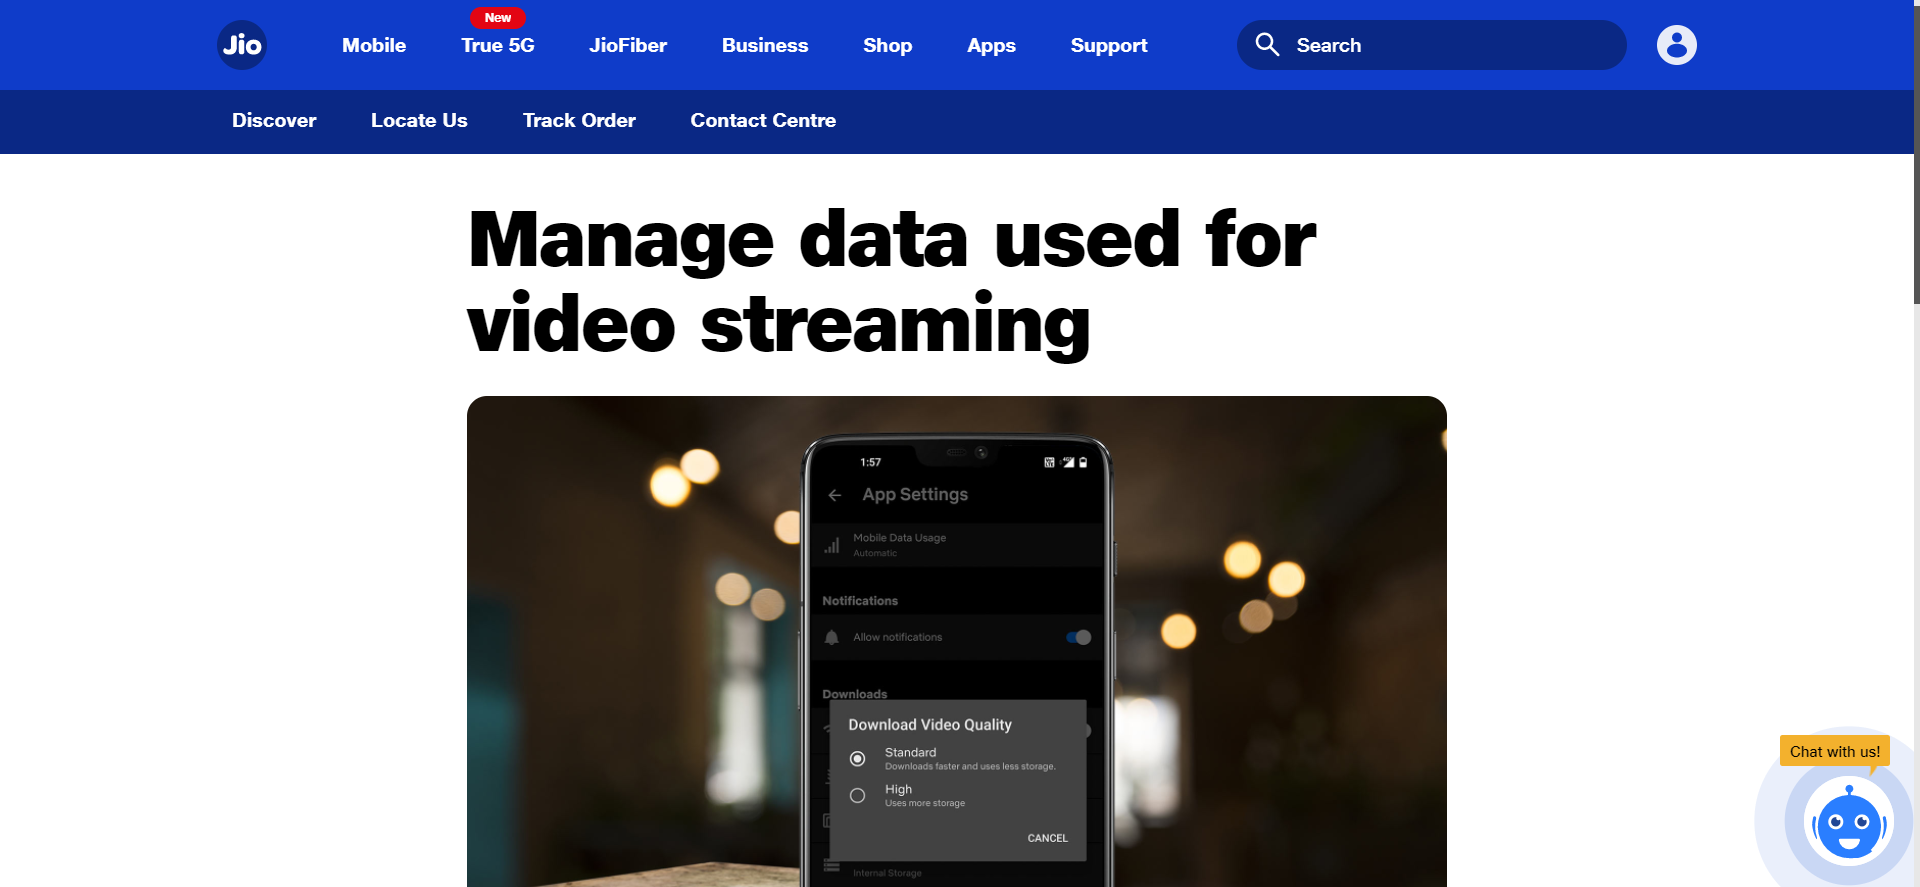 New
Jio
Mobile
True 5G
JioFiber
Business
Shop
Apps
Support
Search
Discover
Locate Us
Track Order
Contact Centre
Manage data used for
video streaming
1:57
App Settings
Mobile Data Usage
Automatic
Notifications
Allow notifications
Downloads
Download Video Quality
Standard
Downloads faster and uses less storage.
High
Uses more storage
CANCEL
Internal Storage
Chat with us!